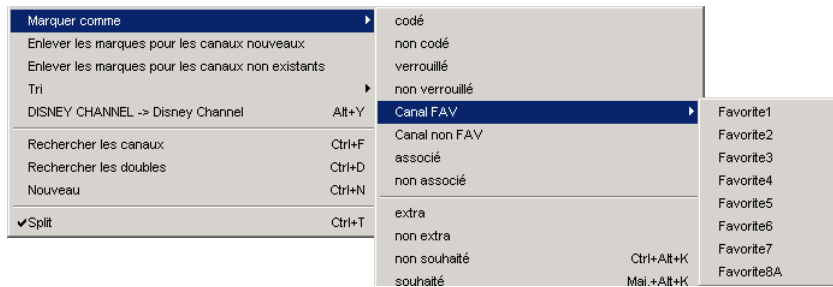 Marquer comme
Enlever les marques pour les canaux nouveaux
Enlever les marques pour les canaux non existants
Tri
DISNEY CHANNEL -> Disney Channel Alt+Y
Rechercher les canaux Ctrl+F
Rechercher les doubles Ctrl+D
Nouveau Ctrl+N
Split Ctrl+T
codé
non codé
verrouillé
non verrouillé
Canal FAV
Canal non FAV
associé
non associé
extra
non extra
non souhaité Ctrl+Alt+K
souhaité Maj.+Alt+K
Favorite1
Favorite2
Favorite3
Favorite4
Favorite5
Favorite6
Favorite7
Favorite8A